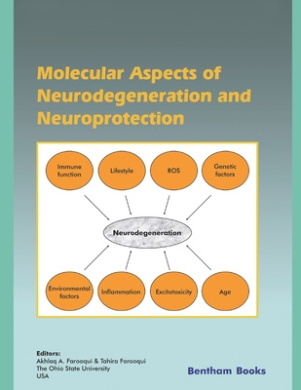 Molecular Aspects of
Neurodegeneration and
Neuroprotection
Immune
function
Lifestyle
ROS
Genetic
factors
Neurodegeneration
Environmental
factors
Inflammation
Excitotoxicity
Age
Editors:
Akhlaq A. Farooqui & Tahira Farooqui
The Ohio State University
USA
Bentham Books